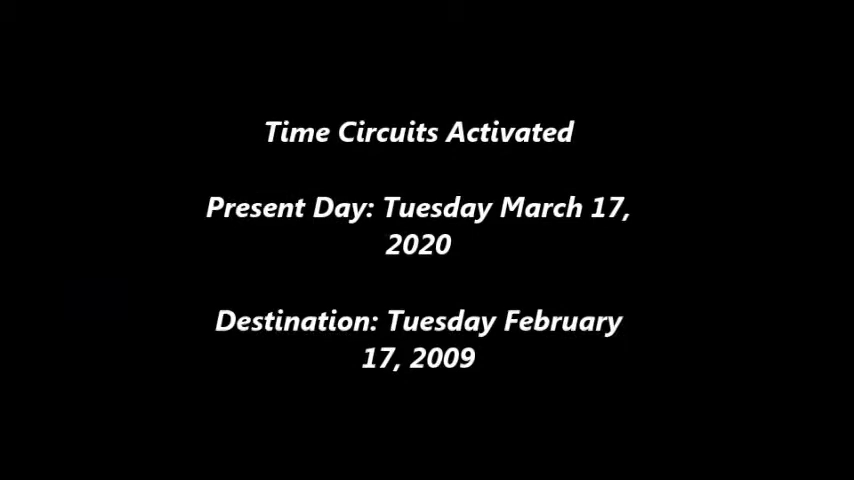 Time Circuits Activated
Present Day: Tuesday March 17,
2020
Destination: Tuesday February
17, 2009